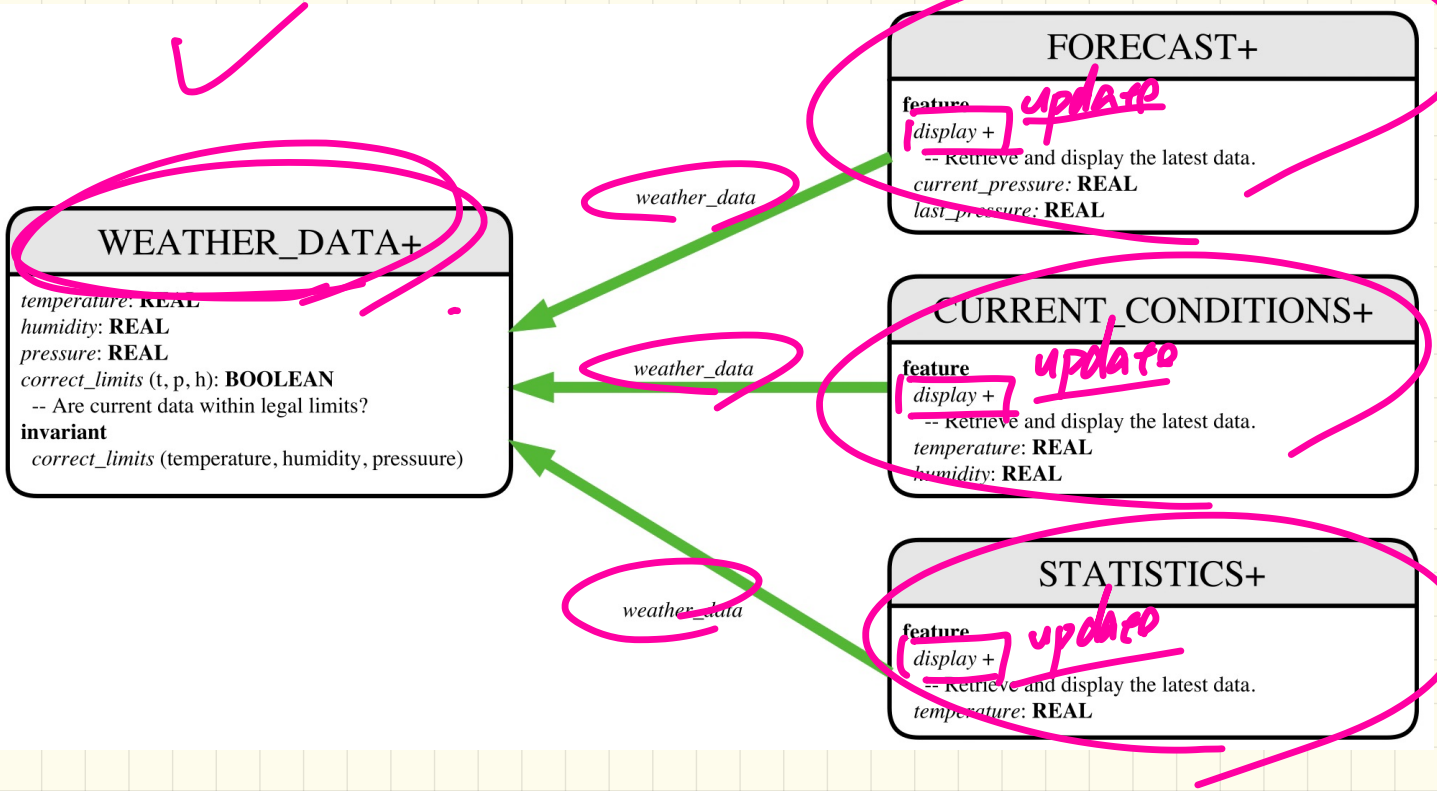 WEATHER_DATA+
temperature: REAL
humidity: REAL
pressure: REAL
correct_limits (t, p, h): BOOLEAN
-- Are current data within legal limits?
invariant
correct_limits (temperature, humidity, pressuure)
weather_data
weather_data
weather_data
FORECAST+
feature
update
display +
-- Retrieve and display the latest data.
current_pressure: REAL
last_pressure: REAL
CURRENT_CONDITIONS+
feature
update
display +
-- Retrieve and display the latest data.
temperature: REAL
humidity: REAL
STATISTICS+
feature
update
display +
-- Retrieve and display the latest data.
temperature: REAL